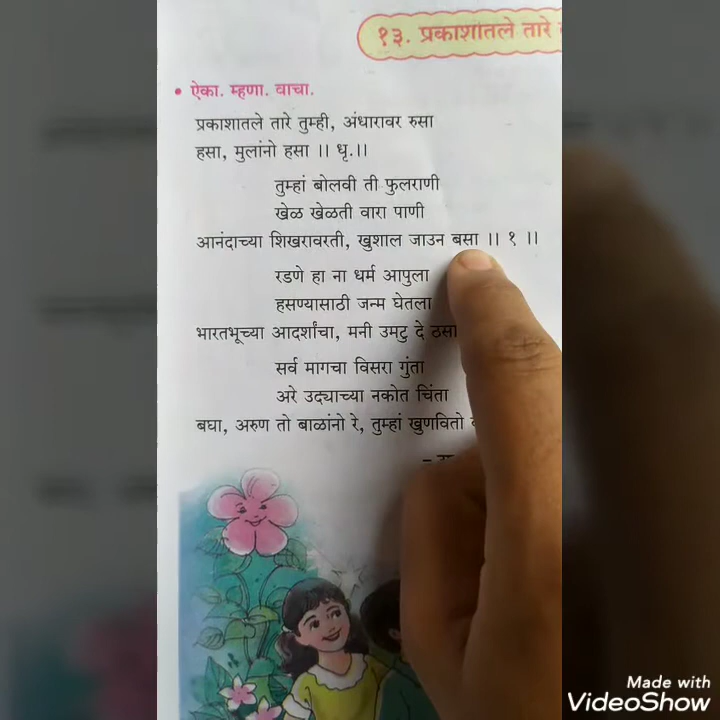 १३. प्रकाशातले तारे
• ऐका. म्हणा. वाचा.
प्रकाशातले तारे तुम्ही, अंधारावर रुसा
हसा, मुलांनो हसा ।। धृ.।।
तुम्हां बोलवी ती फुलराणी
खेळ खेळती वारा पाणी
आनंदाच्या शिखरावरती, खुशाल जाउन बसा ।। १ ।।
रडणे हा ना धर्म आपुला
हसण्यासाठी जन्म घेतला
भारतभूच्या आदर्शांचा, मनी उमटु दे ठसा
सर्व मागचा विसरा गुंता
अरे उद्याच्या नकोत चिंता
बघा, अरुण तो बाळांनो रे, तुम्हां खुणवितो
Made with
VideoShow